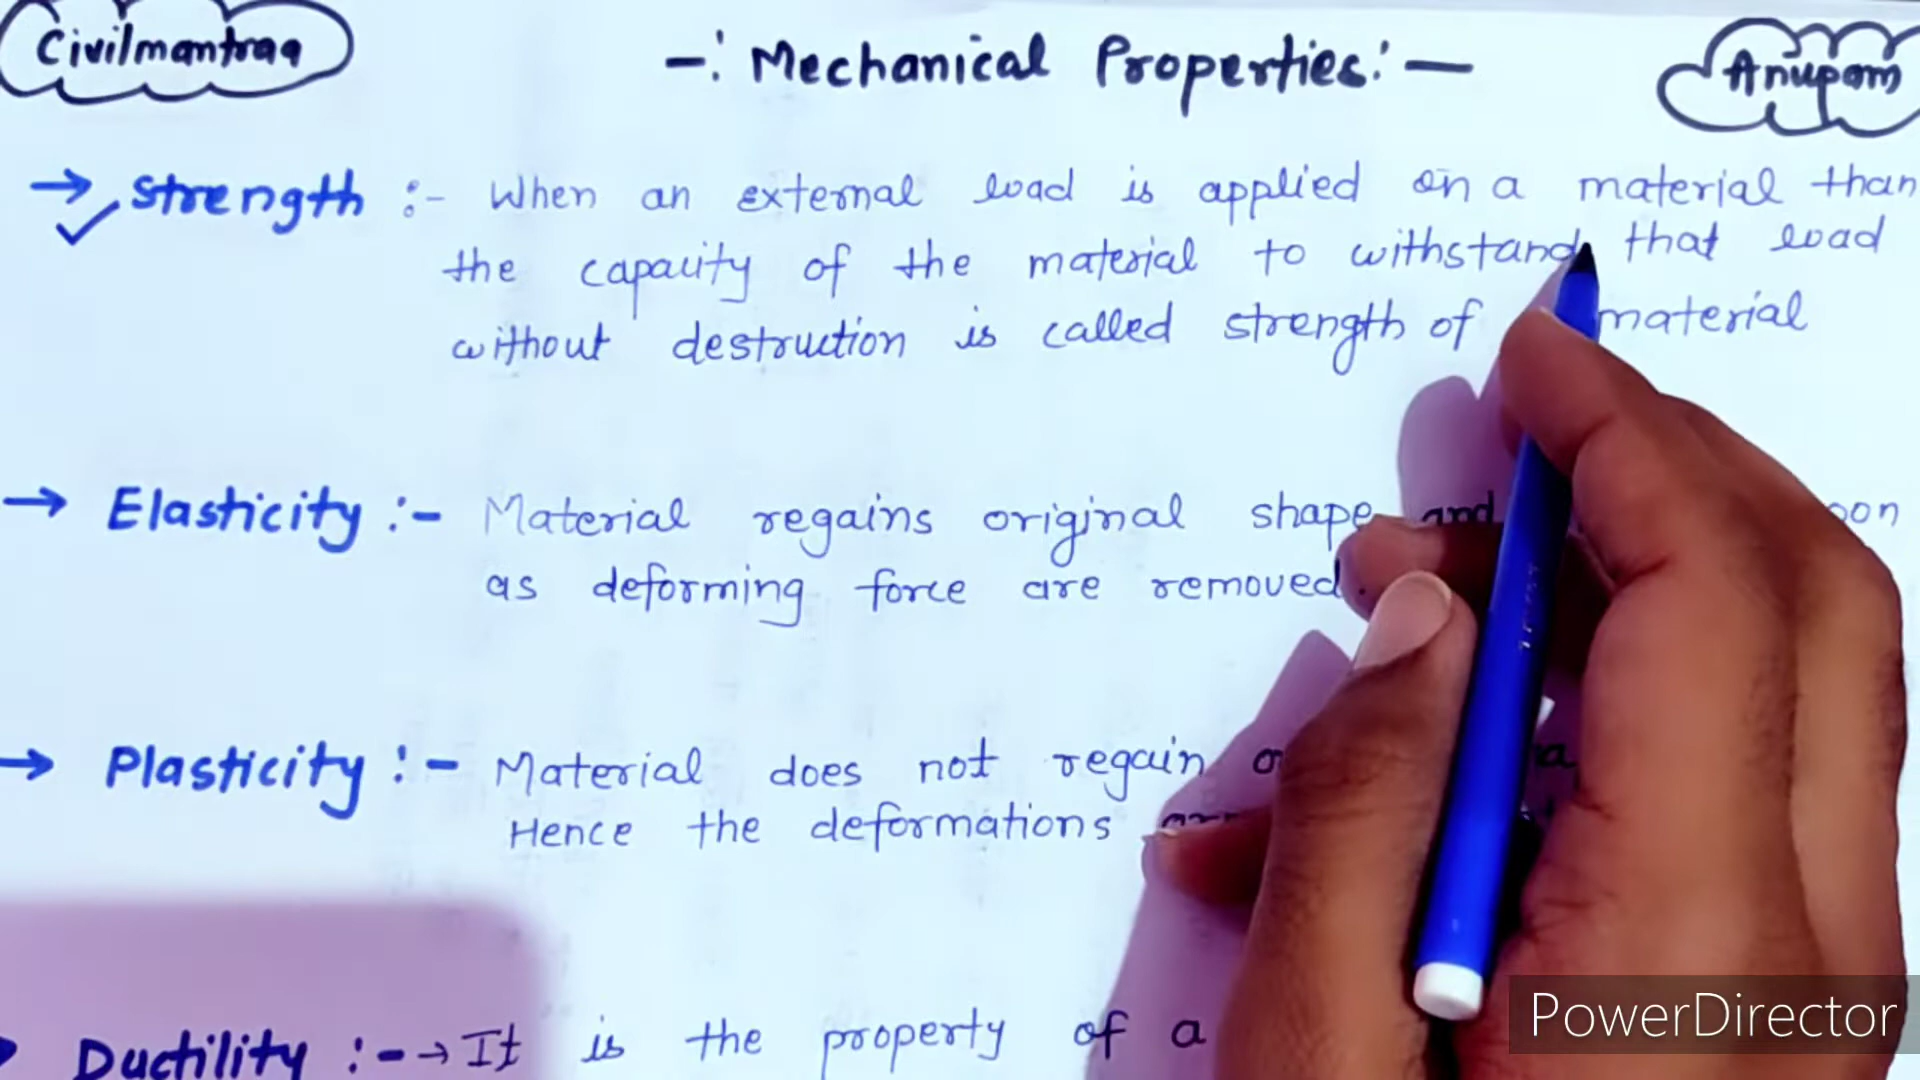 Civilmantraa
-:Mechanical Properties:-
Anupam
→ Strength :- When an external load is applied on a material than
the capacity of the material to withstand that load
without destruction is called strength of material
→ Elasticity :- Material regains original shape and
as deforming force are removed.
→ Plasticity :- Material does not regain
Hence the deformations
Ductility :-→ It is the property of a
PowerDirector